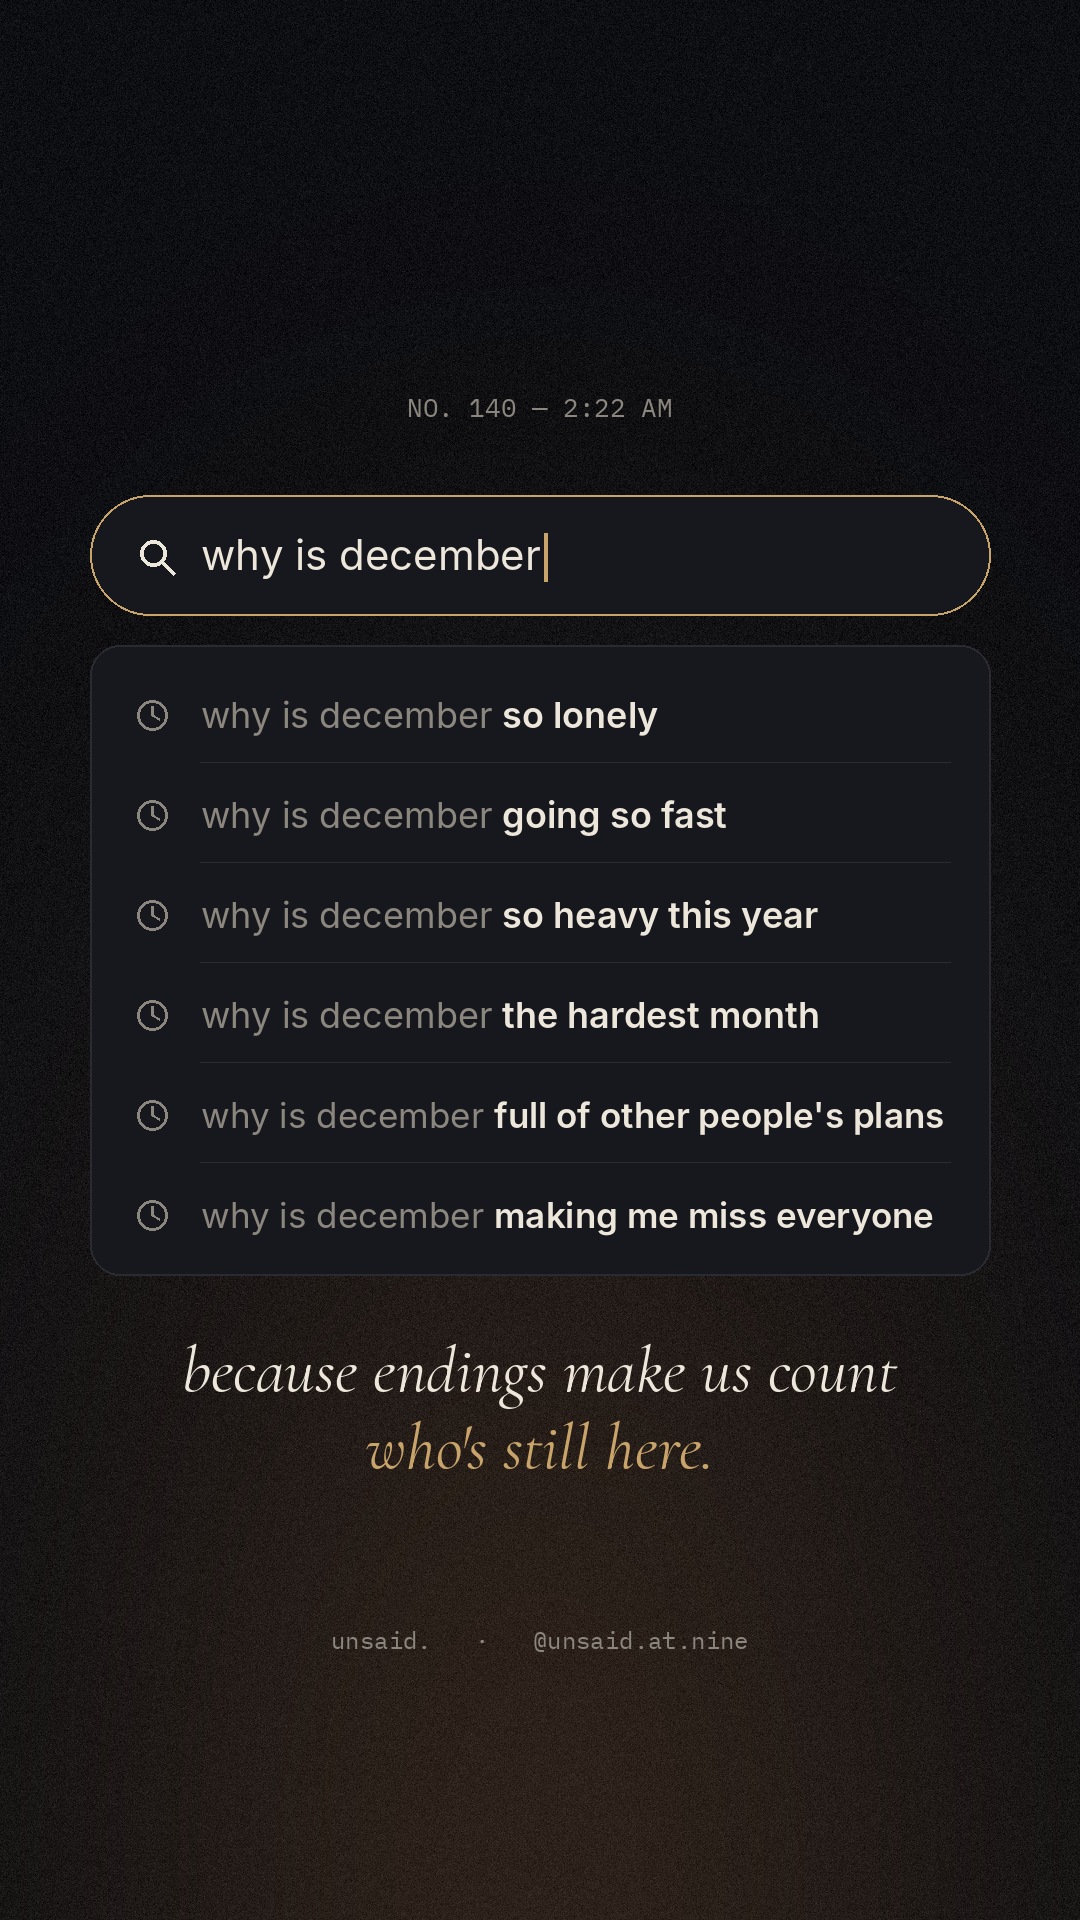 NO. 140 — 2:22 AM
why is december
why is december so lonely
why is december going so fast
why is december so heavy this year
why is december the hardest month
why is december full of other people's plans
why is december making me miss everyone
because endings make us count
who's still here.
unsaid. · @unsaid.at.nine